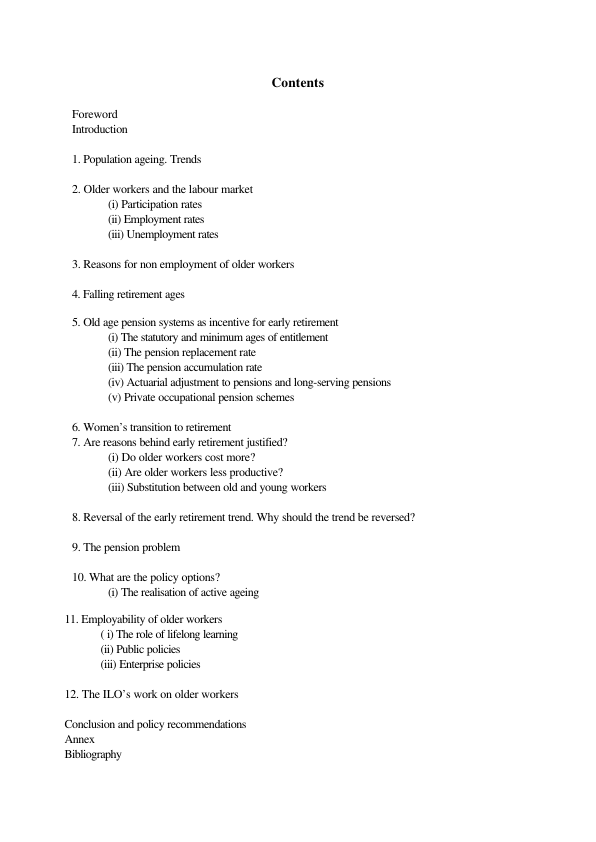 Contents
Foreword
Introduction
1. Population ageing. Trends
2. Older workers and the labour market
(i) Participation rates
(ii) Employment rates
(iii) Unemployment rates
3. Reasons for non employment of older workers
4. Falling retirement ages
5. Old age pension systems as incentive for early retirement
(i) The statutory and minimum ages of entitlement
(ii) The pension replacement rate
(iii) The pension accumulation rate
(iv) Actuarial adjustment to pensions and long-serving pensions
(v) Private occupational pension schemes
6. Women’s transition to retirement
7. Are reasons behind early retirement justified?
(i) Do older workers cost more?
(ii) Are older workers less productive?
(iii) Substitution between old and young workers
8. Reversal of the early retirement trend. Why should the trend be reversed?
9. The pension problem
10. What are the policy options?
(i) The realisation of active ageing
11. Employability of older workers
( i) The role of lifelong learning
(ii) Public policies
(iii) Enterprise policies
12. The ILO’s work on older workers
Conclusion and policy recommendations
Annex
Bibliography